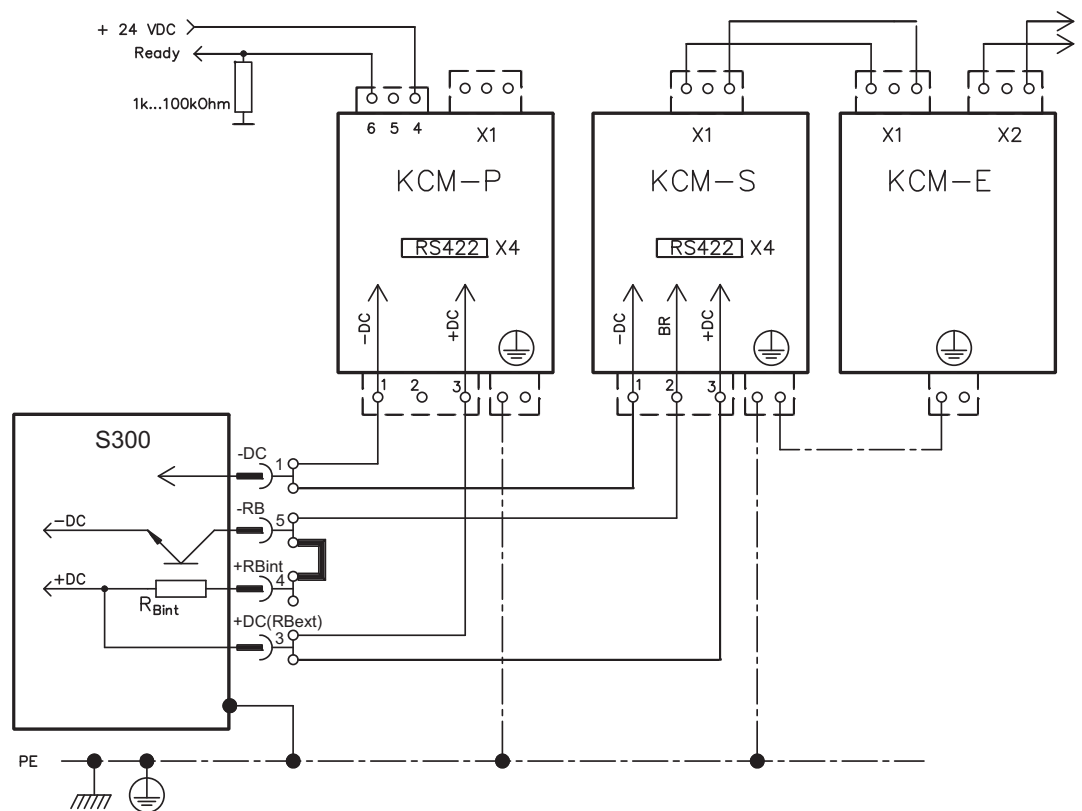 + 24 VDC
Ready
1k...100kOhm
6 5 4
X1
X1
X1
X2
KCM-P
KCM-S
KCM-E
RS422 X4
RS422 X4
-DC
+DC
-DC
BR
+DC
1 2 3
1 2 3
S300
-DC 1
-RB
-DC
5
+RBint
+DC
4
RBint
+DC(RBext)
3
PE